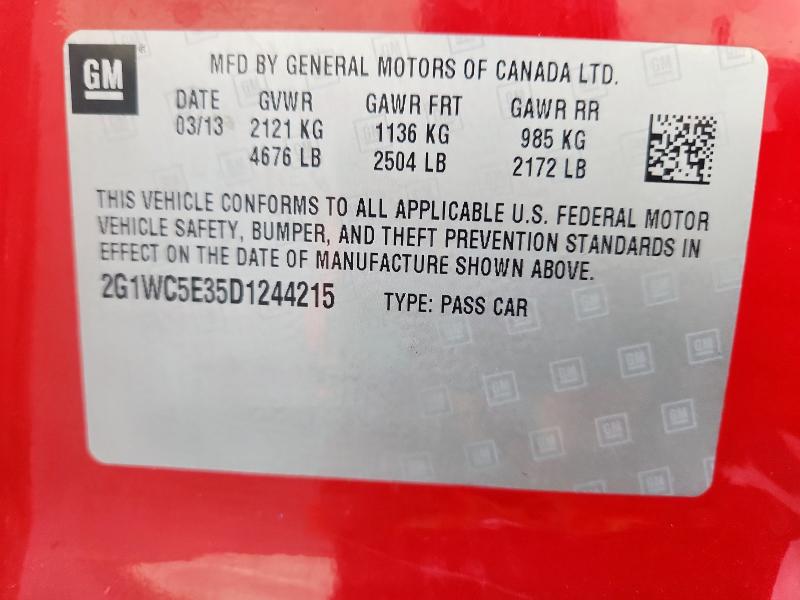 GM
MFD BY GENERAL MOTORS OF CANADA LTD.
DATE GVWR GAWR FRT GAWR RR
03/13 2121 KG 1136 KG 985 KG
4676 LB 2504 LB 2172 LB
THIS VEHICLE CONFORMS TO ALL APPLICABLE U.S. FEDERAL MOTOR
VEHICLE SAFETY, BUMPER, AND THEFT PREVENTION STANDARDS IN
EFFECT ON THE DATE OF MANUFACTURE SHOWN ABOVE.
2G1WC5E35D1244215 TYPE: PASS CAR